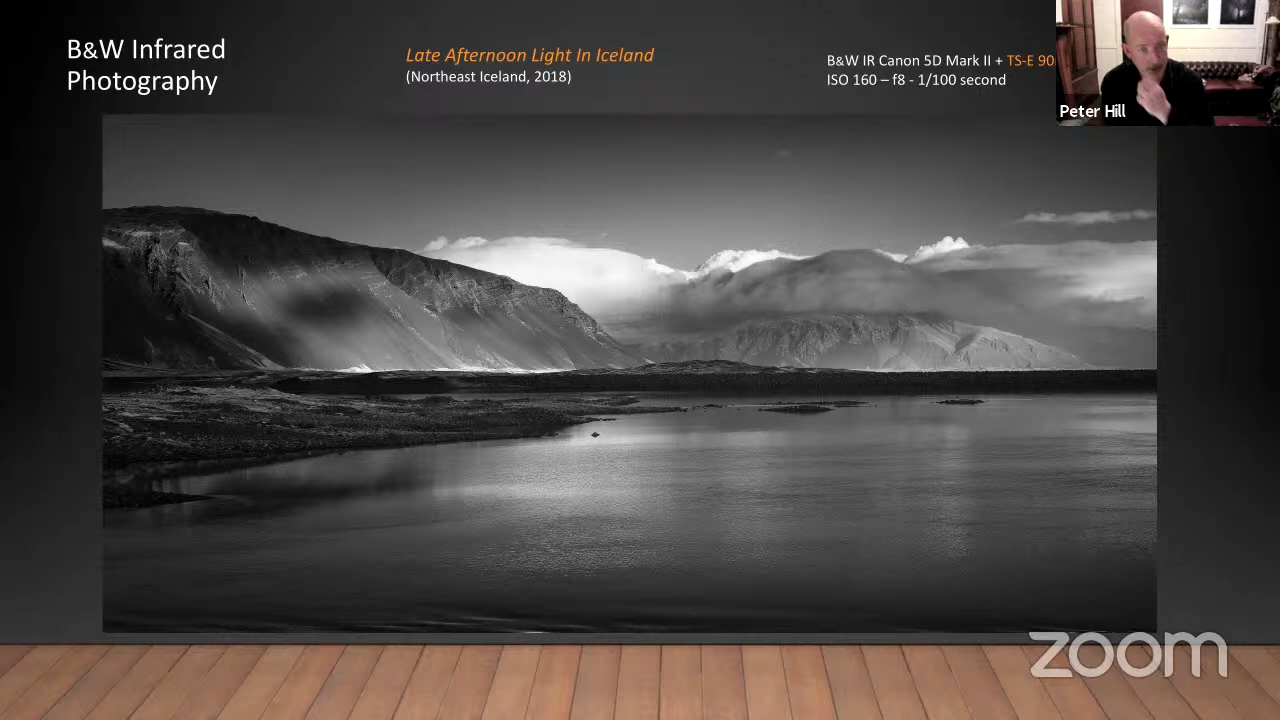 B&W Infrared
Photography
Late Afternoon Light In Iceland
(Northeast Iceland, 2018)
B&W IR Canon 5D Mark II + TS-E 90
ISO 160 – f8 - 1/100 second
Peter Hill
zoom